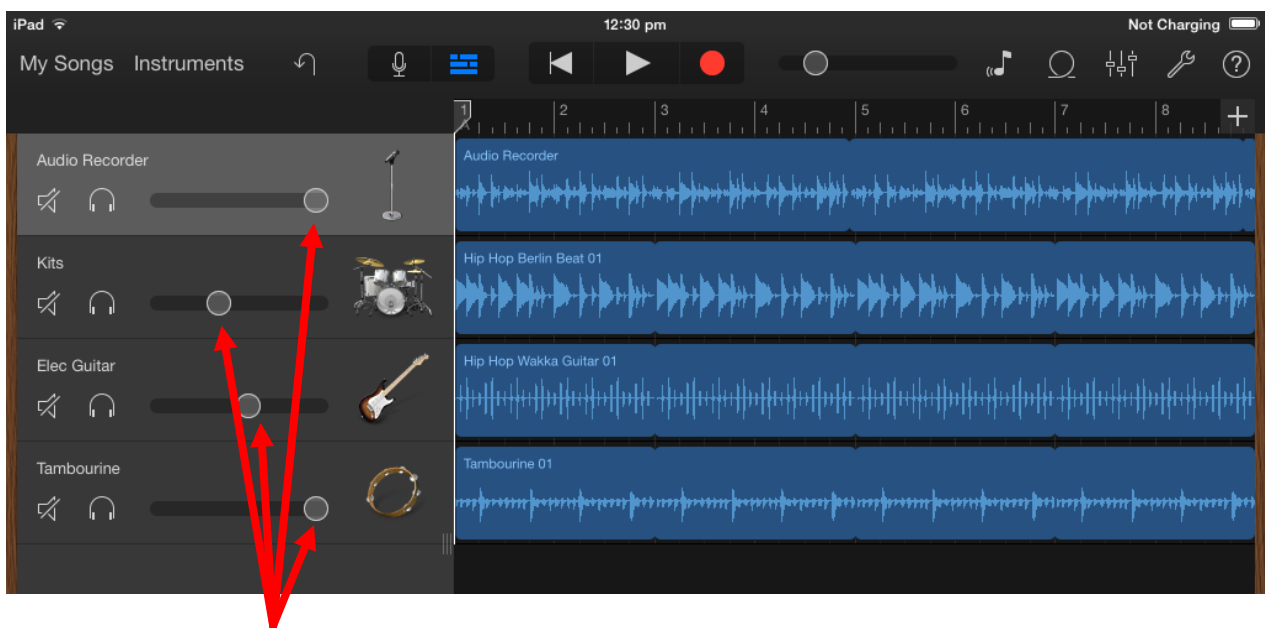 iPad 12:30 pm Not Charging
My Songs Instruments ?
1 2 3 4 5 6 7 8 +
A
Audio Recorder
Audio Recorder
Kits
Hip Hop Berlin Beat 01
Elec Guitar
Hip Hop Wakka Guitar 01
Tambourine
Tambourine 01